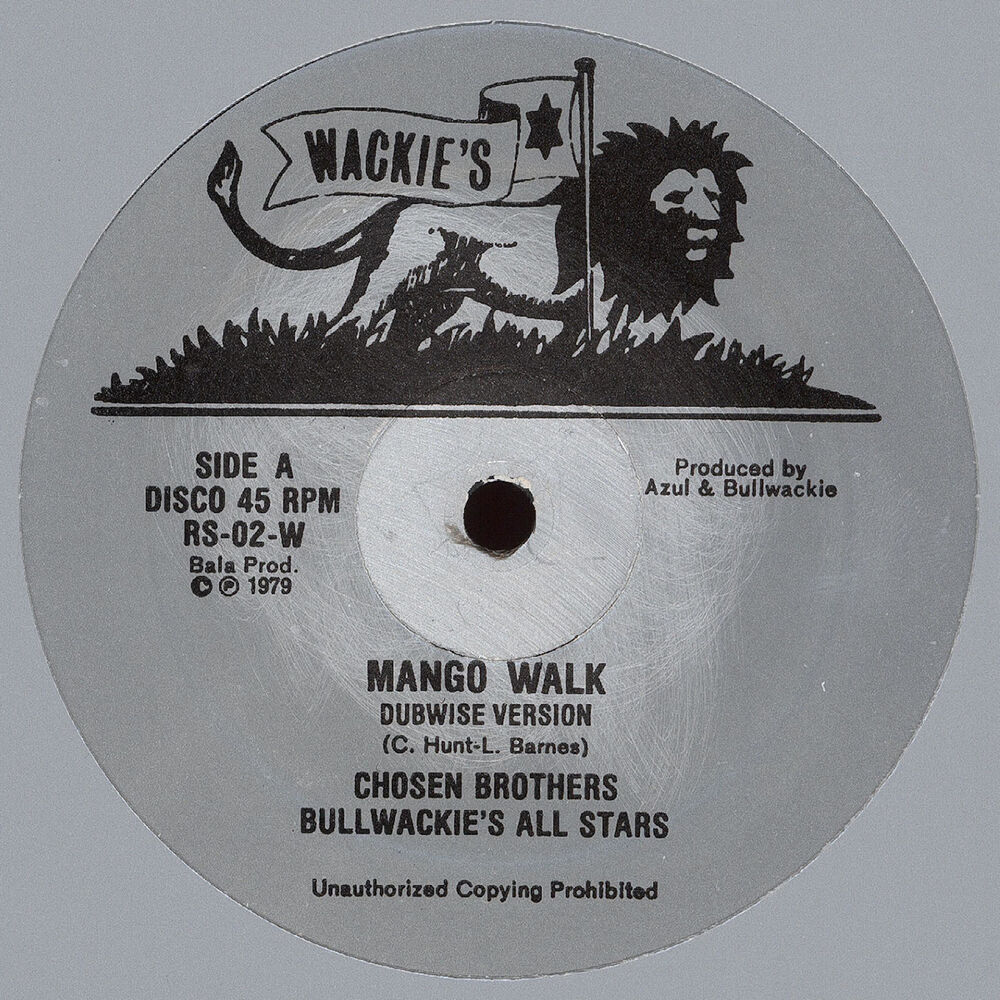 WACKIE'S
SIDE A
DISCO 45 RPM
RS-02-W
Bala Prod.
© ℗ 1979
Produced by
Azul & Bullwackie
MANGO WALK
DUBWISE VERSION
(C. Hunt-L. Barnes)
CHOSEN BROTHERS
BULLWACKIE'S ALL STARS
Unauthorized Copying Prohibited